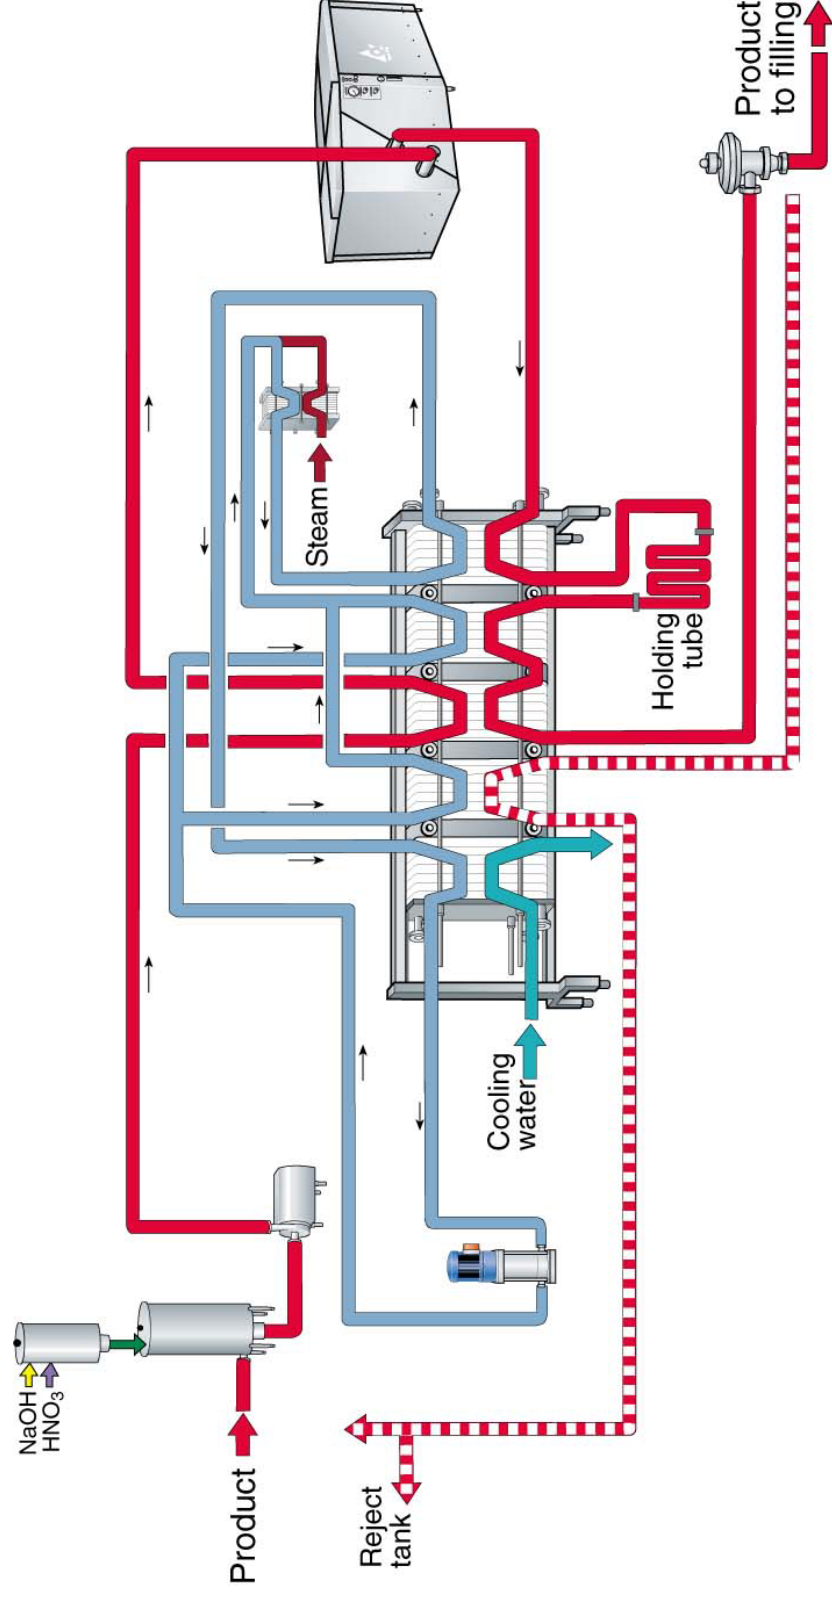 NaOH
HNO₃
Product
Reject
tank
Cooling
water
Steam
Holding
tube
Product
to filling